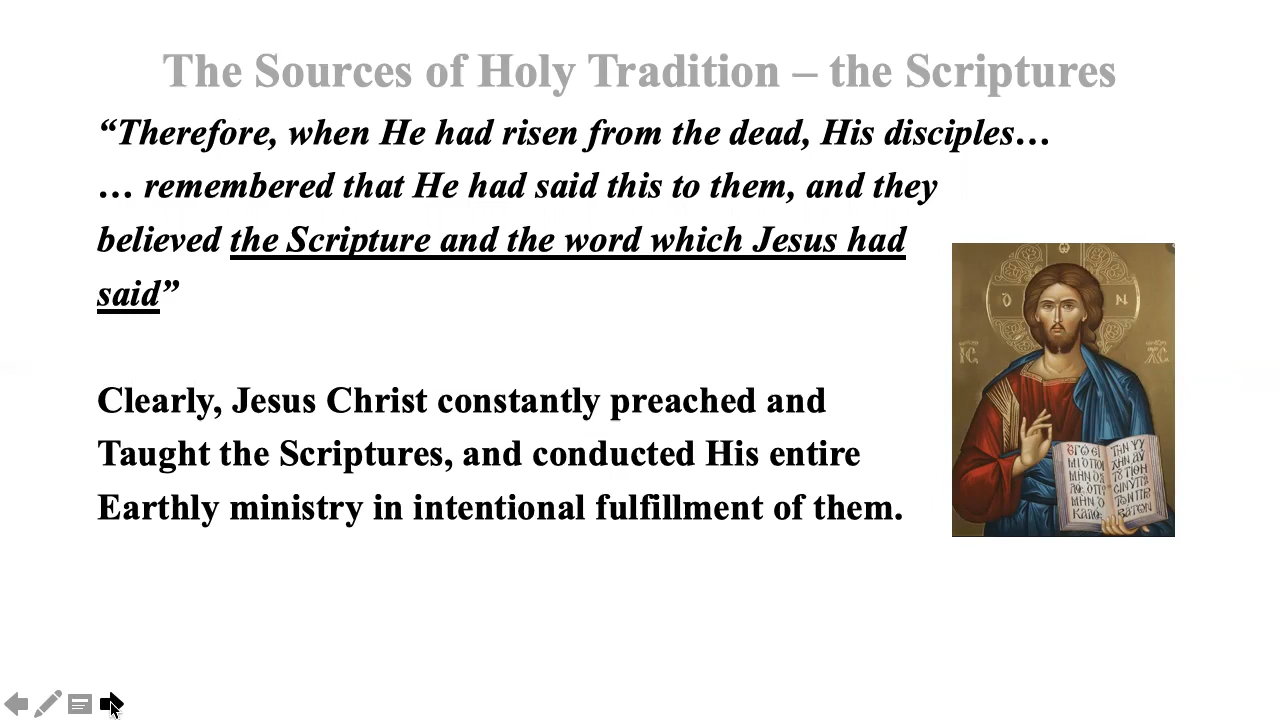 The Sources of Holy Tradition – the Scriptures
“Therefore, when He had risen from the dead, His disciples…
… remembered that He had said this to them, and they
believed the Scripture and the word which Jesus had
said”
Clearly, Jesus Christ constantly preached and
Taught the Scriptures, and conducted His entire
Earthly ministry in intentional fulfillment of them.
Ὁ Ν
ἸϹ ΧϹ